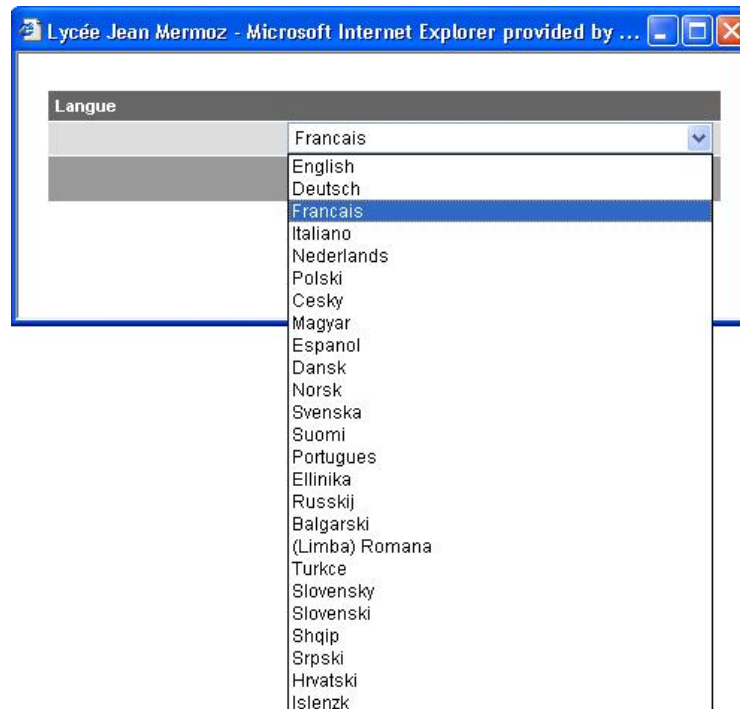 Lycée Jean Mermoz - Microsoft Internet Explorer provided by ...
Langue
Francais
English
Deutsch
Francais
Italiano
Nederlands
Polski
Cesky
Magyar
Espanol
Dansk
Norsk
Svenska
Suomi
Portugues
Ellinika
Russkij
Balgarski
(Limba) Romana
Turkce
Slovensky
Slovenski
Shqip
Srpski
Hrvatski
Islenzk